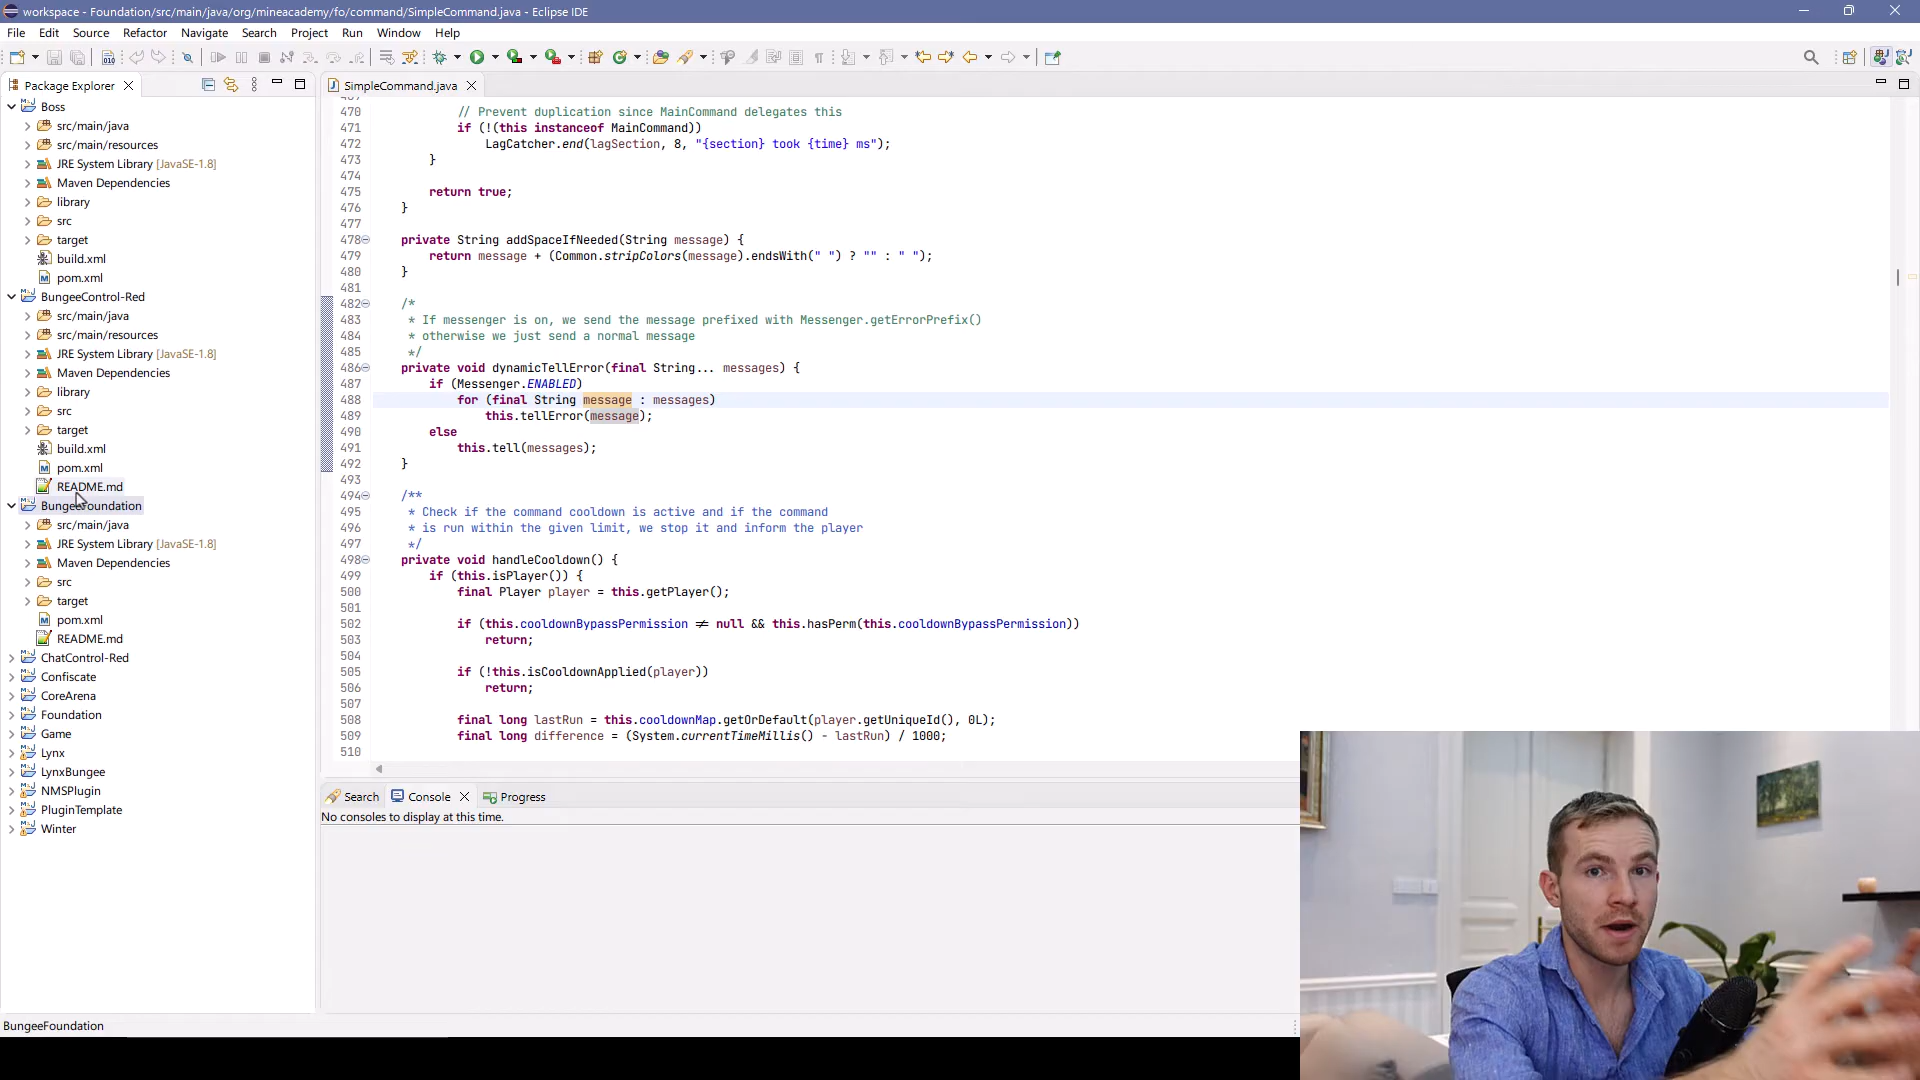 workspace - Foundation/src/main/java/org/mineacademy/fo/command/SimpleCommand.java - Eclipse IDE
File Edit Source Refactor Navigate Search Project Run Window Help
Package Explorer
Boss
src/main/java
src/main/resources
JRE System Library [JavaSE-1.8]
Maven Dependencies
library
src
target
build.xml
pom.xml
BungeeControl-Red
src/main/java
src/main/resources
JRE System Library [JavaSE-1.8]
Maven Dependencies
library
src
target
build.xml
pom.xml
README.md
BungeeFoundation
src/main/java
JRE System Library [JavaSE-1.8]
Maven Dependencies
src
target
pom.xml
README.md
ChatControl-Red
Confiscate
CoreArena
Foundation
Game
Lynx
LynxBungee
NMSPlugin
PluginTemplate
Winter
SimpleCommand.java
470 // Prevent duplication since MainCommand delegates this
471 if (!(this instanceof MainCommand))
472 LagCatcher.end(lagSection, 8, "{section} took {time} ms");
473 }
474
475 return true;
476 }
477
478 private String addSpaceIfNeeded(String message) {
479 return message + (Common.stripColors(message).endsWith(" ") ? "" : " ");
480 }
481
482 /*
483 * If messenger is on, we send the message prefixed with Messenger.getErrorPrefix()
484 * otherwise we just send a normal message
485 */
486 private void dynamicTellError(final String... messages) {
487 if (Messenger.ENABLED)
488 for (final String message : messages)
489 this.tellError(message);
490 else
491 this.tell(messages);
492 }
493
494 /**
495 * Check if the command cooldown is active and if the command
496 * is run within the given limit, we stop it and inform the player
497 */
498 private void handleCooldown() {
499 if (this.isPlayer()) {
500 final Player player = this.getPlayer();
501
502 if (this.cooldownBypassPermission ≠ null && this.hasPerm(this.cooldownBypassPermission))
503 return;
504
505 if (!this.isCooldownApplied(player))
506 return;
507
508 final long lastRun = this.cooldownMap.getOrDefault(player.getUniqueId(), 0L);
509 final long difference = (System.currentTimeMillis() - lastRun) / 1000;
510
Search Console Progress
No consoles to display at this time.
BungeeFoundation